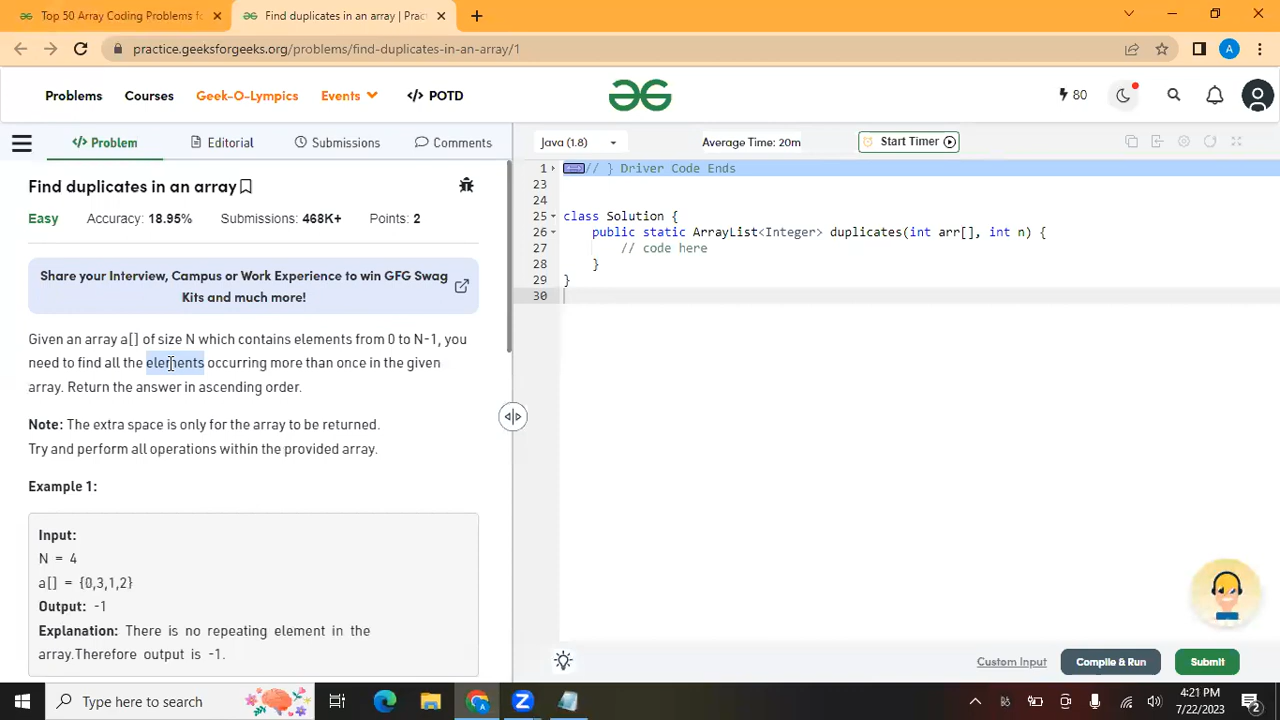 Top 50 Array Coding Problems fo
Find duplicates in an array | Prac
practice.geeksforgeeks.org/problems/find-duplicates-in-an-array/1
A
Problems
Courses
Geek-O-Lympics
Events
</> POTD
80
</> Problem
Editorial
Submissions
Comments
Java (1.8)
Average Time: 20m
Start Timer
Find duplicates in an array
Easy
Accuracy: 18.95%
Submissions: 468K+
Points: 2
Share your Interview, Campus or Work Experience to win GFG Swag
Kits and much more!
Given an array a[] of size N which contains elements from 0 to N-1, you
need to find all the elements occurring more than once in the given
array. Return the answer in ascending order.
Note: The extra space is only for the array to be returned.
Try and perform all operations within the provided array.
Example 1:
Input:
N = 4
a[] = {0,3,1,2}
Output: -1
Explanation: There is no repeating element in the
array.Therefore output is -1.
1 // } Driver Code Ends
23
24
25 class Solution {
26 public static ArrayList<Integer> duplicates(int arr[], int n) {
27 // code here
28 }
29 }
30
Custom Input
Compile & Run
Submit
Type here to search
4:21 PM
7/22/2023
2